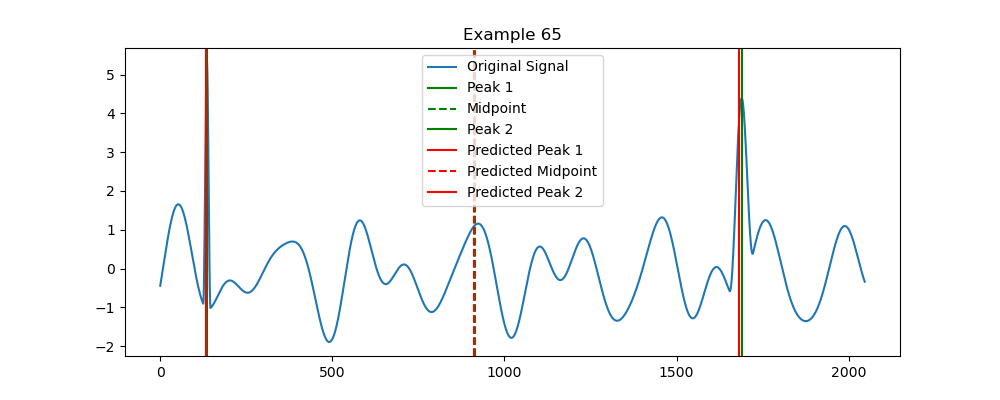 Example 65
Original Signal
Peak 1
Midpoint
Peak 2
Predicted Peak 1
Predicted Midpoint
Predicted Peak 2
5
4
3
2
1
0
−1
−2
0 500 1000 1500 2000